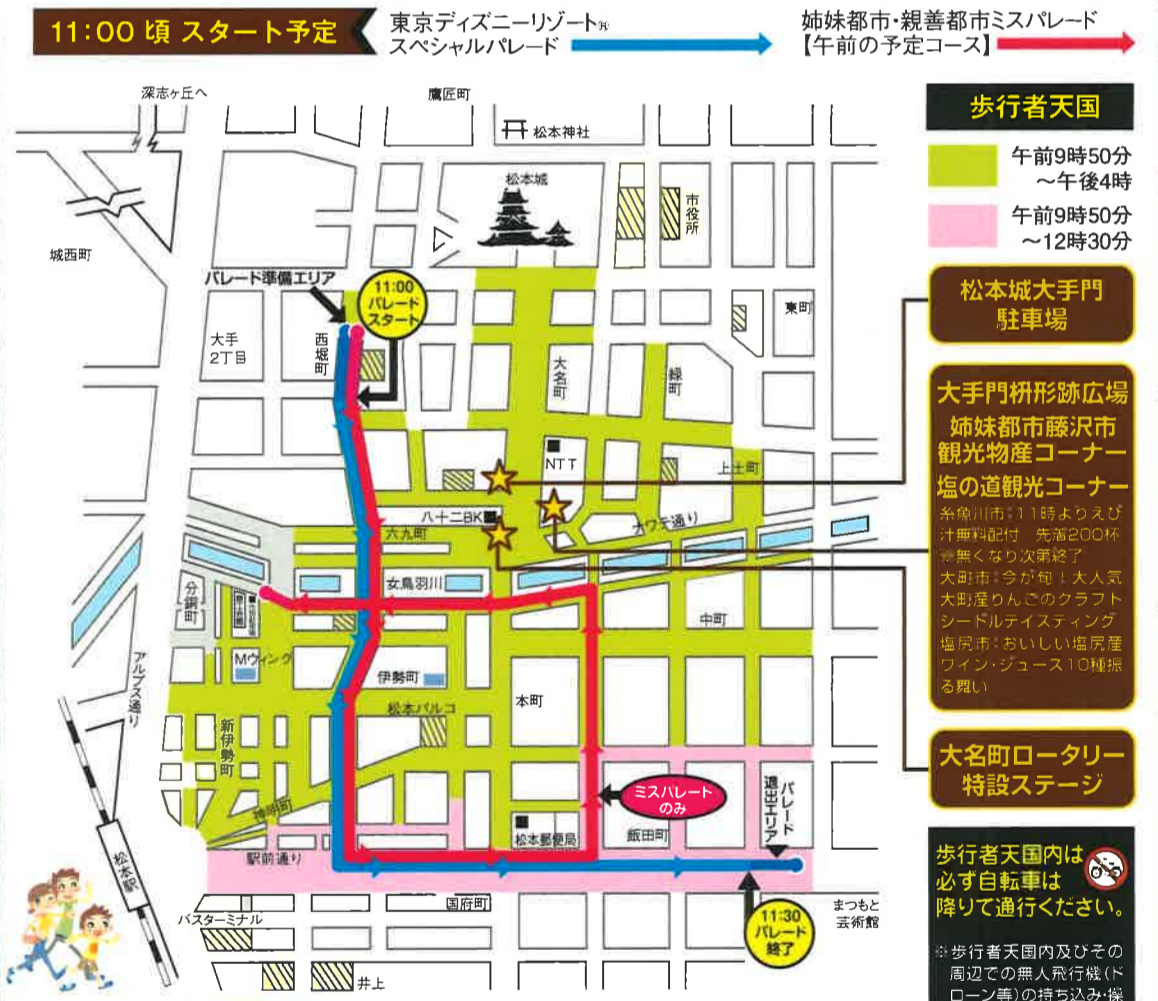 11:00 頃 スタート予定
東京ディズニーリゾート®
スペシャルパレード
姉妹都市・親善都市ミスパレード
【午前の予定コース】
深志ヶ丘へ
鷹匠町
松本神社
松本城
市役所
城西町
パレード準備エリア
11:00
パレード
スタート
大手
2丁目
西堀町
大名町
緑町
東町
NTT
上土町
八十二BK
六九町
オワテ通り
女鳥羽川
分銅町
中町
Mウィング
伊勢町
アルプス通り
松本パルコ
本町
新伊勢町
神明町
ミスパレード
のみ
パレード
退出エリア
松本郵便局
飯田町
駅前通り
松本駅
国府町
まつもと
芸術館
バスターミナル
11:30
パレード
終了
井上
歩行者天国
午前9時50分
～午後4時
午前9時50分
～12時30分
松本城大手門
駐車場
大手門枡形跡広場
姉妹都市藤沢市
観光物産コーナー
塩の道観光コーナー
糸魚川市：11時よりえび
汁無料配付　先着200杯
※無くなり次第終了
大町市：今が旬！大人気
大町産りんごのクラフト
シードルテイスティング
塩尻市：おいしい塩尻産
ワイン・ジュース10種振
る舞い
大名町ロータリー
特設ステージ
歩行者天国内は
必ず自転車は
降りて通行ください。
※歩行者天国内及びその
周辺での無人飛行機(ド
ローン等)の持ち込み・操